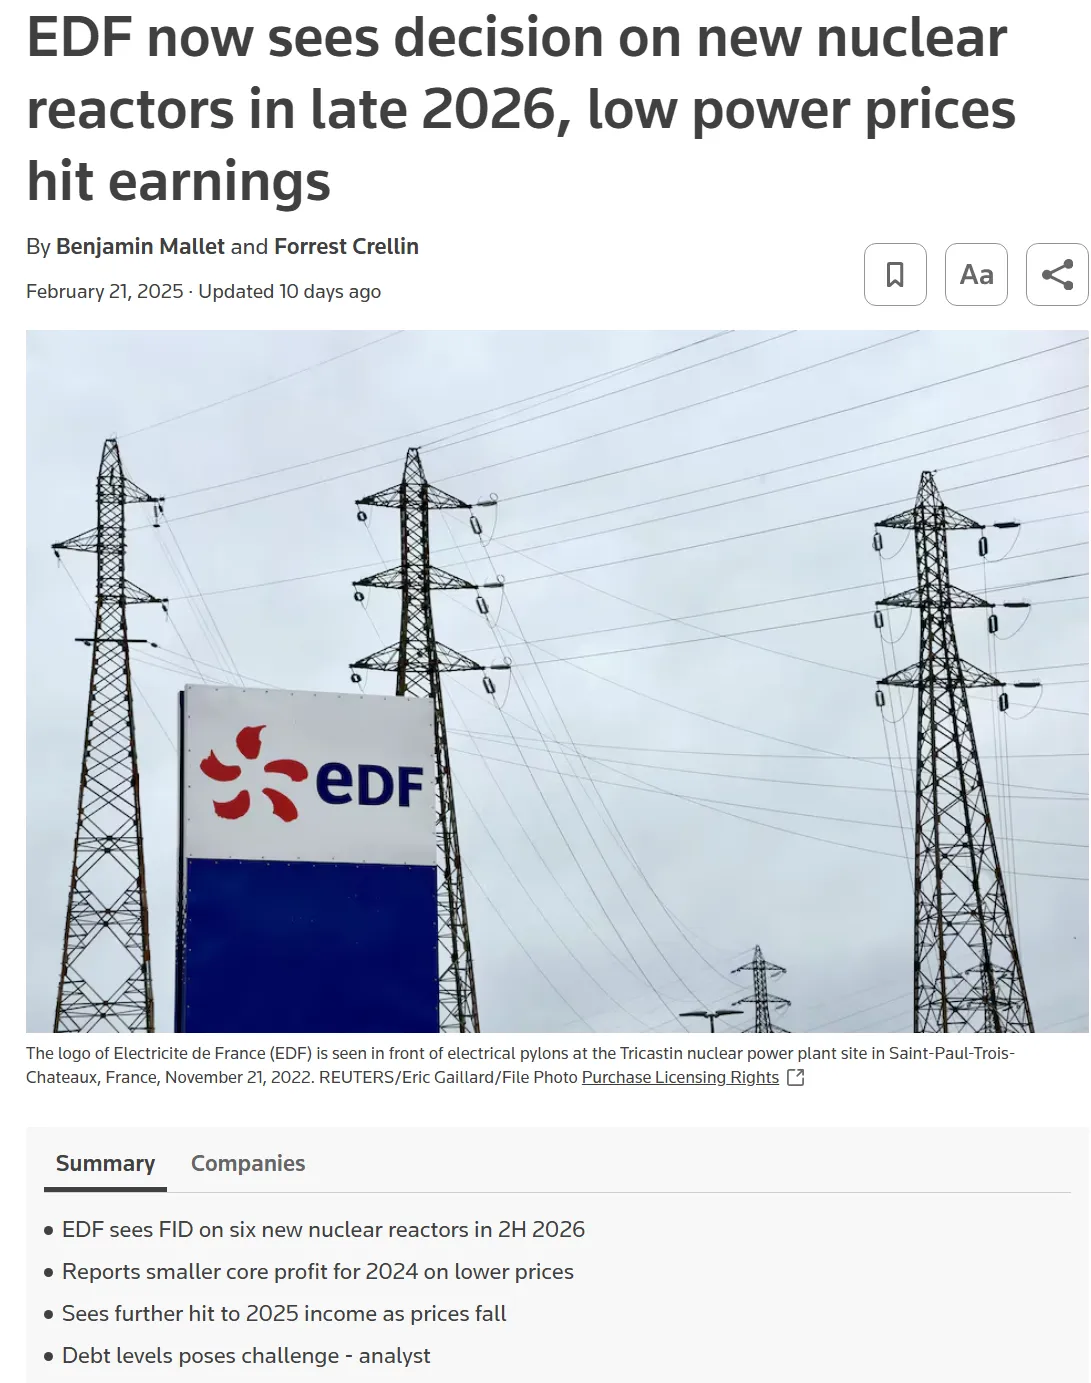 EDF now sees decision on new nuclear
reactors in late 2026, low power prices
hit earnings
By Benjamin Mallet and Forrest Crellin
February 21, 2025 · Updated 10 days ago
Aa
eDF
The logo of Electricite de France (EDF) is seen in front of electrical pylons at the Tricastin nuclear power plant site in Saint-Paul-Trois-
Chateaux, France, November 21, 2022. REUTERS/Eric Gaillard/File Photo Purchase Licensing Rights
Summary Companies
• EDF sees FID on six new nuclear reactors in 2H 2026
• Reports smaller core profit for 2024 on lower prices
• Sees further hit to 2025 income as prices fall
• Debt levels poses challenge - analyst